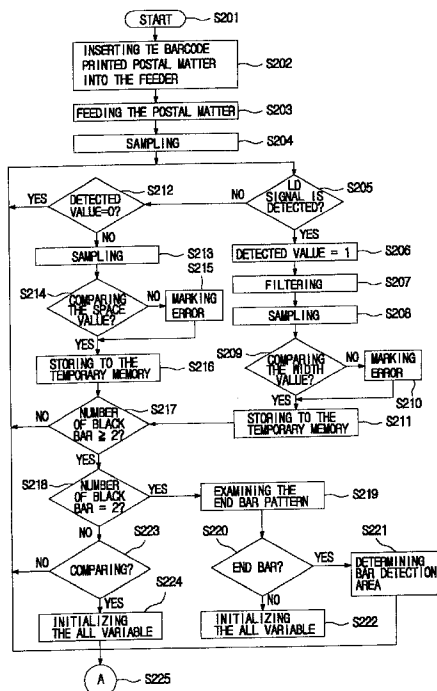 START
S201
INSERTING TE BARCODE
PRINTED POSTAL MATTER
INTO THE FEEDER
S202
FEEDING THE POSTAL MATTER
S203
SAMPLING
S204
S212
S205
YES
DETECTED
VALUE=0?
NO
LD
SIGNAL IS
DETECTED?
NO
YES
SAMPLING
S213
DETECTED VALUE = 1
S206
S215
FILTERING
S207
S214
COMPARING
THE SPACE
VALUE?
NO
MARKING
ERROR
SAMPLING
S208
YES
S209
COMPARING
THE WIDTH
VALUE?
NO
MARKING
ERROR
S210
STORING TO THE
TEMPORARY MEMORY
S216
YES
S217
STORING TO THE
TEMPORARY MEMORY
S211
NO
NUMBER
OF BLACK
BAR ≧ 2?
YES
S218
NUMBER
OF BLACK
BAR = 2?
YES
EXAMINING THE
END BAR PATTERN
S219
NO
S223
S220
S221
NO
COMPARING?
END BAR?
YES
DETERMINING
BAR DETECTION
AREA
YES
S224
NO
INITIALIZING
THE ALL VARIABLE
INITIALIZING
THE ALL VARIABLE
S222
A
S225